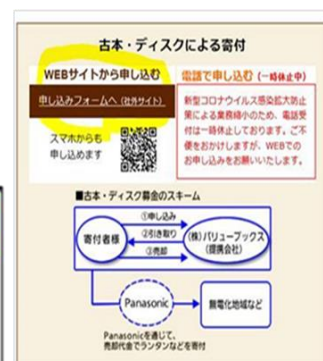 古本・ディスクによる寄付
WEBサイトから申し込む
電話で申し込む (一時休止中)
申し込みフォームへ (社外サイト)
スマホからも
申し込めます
新型コロナウイルス感染拡大防止
策による業務縮小のため、電話受
付は一時休止しております。ご不
便をおかけしますが、WEBでの
お申し込みをお願いいたします。
■古本・ディスク募金のスキーム
①申し込み
②引き取り
③売却
寄付者様
(株)バリューブックス
(提携会社)
Panasonic
無電化地域など
Panasonicを通じて、
売却代金でランタンなどを寄付